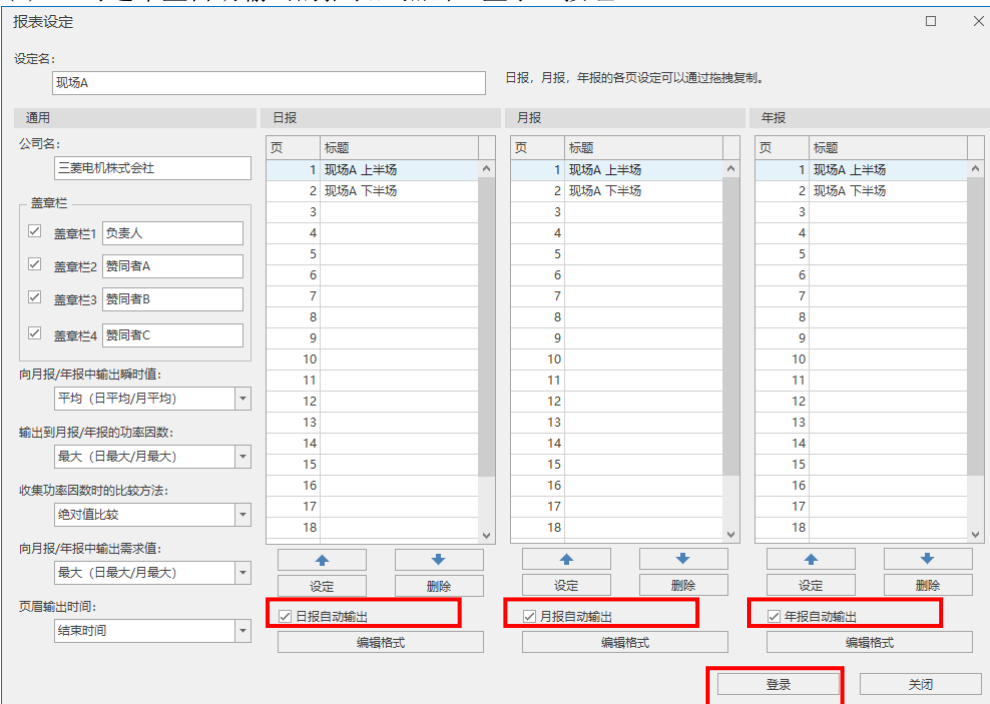 报表设定
设定名:
现场A
日报，月报，年报的各页设定可以通过拖拽复制。
通用
公司名:
三菱电机株式会社
盖章栏
盖章栏1 负责人
盖章栏2 赞同者A
盖章栏3 赞同者B
盖章栏4 赞同者C
向月报/年报中输出瞬时值:
平均（日平均/月平均）
输出到月报/年报的功率因数:
最大（日最大/月最大）
收集功率因数时的比较方法:
绝对值比较
向月报/年报中输出需求值:
最大（日最大/月最大）
页眉输出时间:
结束时间
日报
页 标题
1 现场A 上半场
2 现场A 下半场
3
4
5
6
7
8
9
10
11
12
13
14
15
16
17
18
设定 删除
日报自动输出
编辑格式
月报
页 标题
1 现场A 上半场
2 现场A 下半场
3
4
5
6
7
8
9
10
11
12
13
14
15
16
17
18
设定 删除
月报自动输出
编辑格式
年报
页 标题
1 现场A 上半场
2 现场A 下半场
3
4
5
6
7
8
9
10
11
12
13
14
15
16
17
18
设定 删除
年报自动输出
编辑格式
登录 关闭